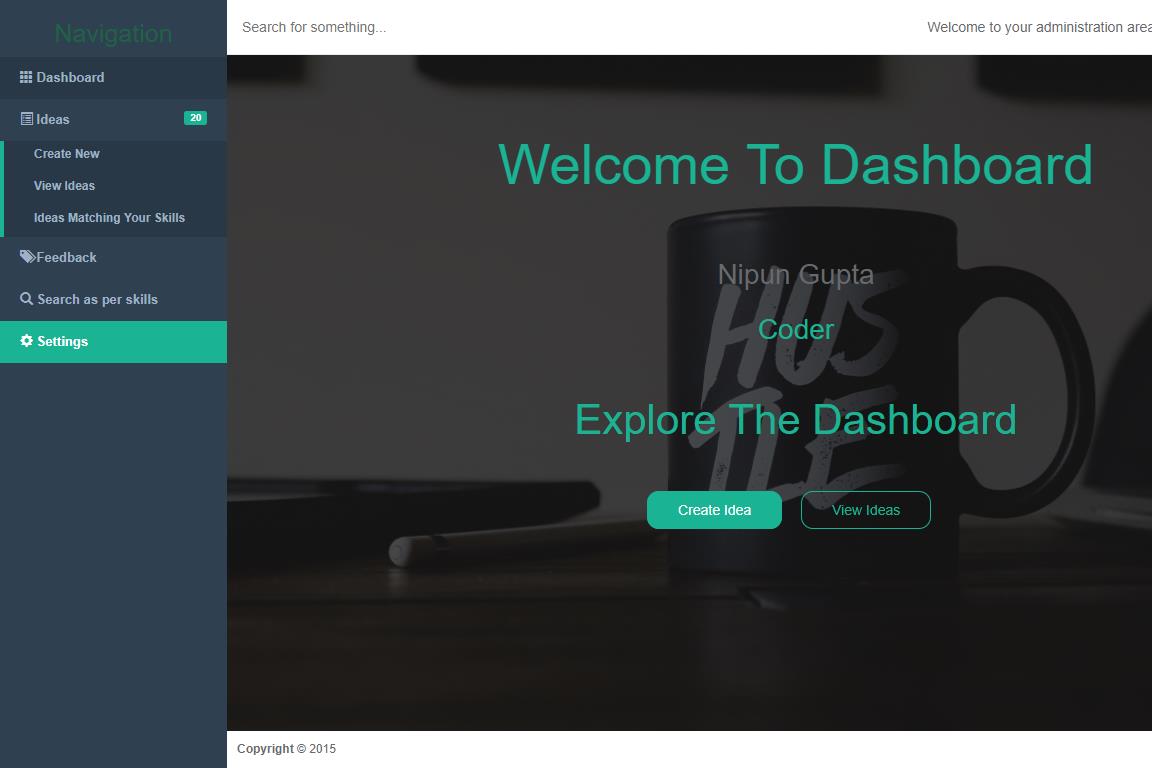 Navigation
Search for something...
Welcome to your administration area
Dashboard
Ideas 20
Create New
View Ideas
Ideas Matching Your Skills
Feedback
Search as per skills
Settings
Welcome To Dashboard
Nipun Gupta
HUS
Coder
TLE
Explore The Dashboard
Create Idea
View Ideas
Copyright © 2015